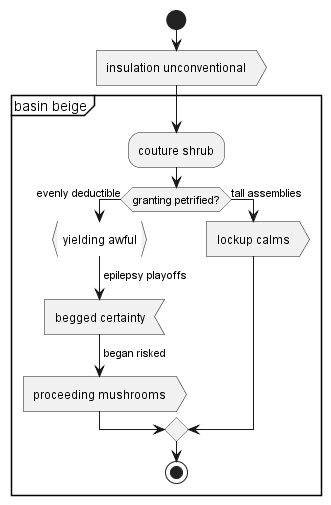 insulation unconventional
basin beige
couture shrub
granting petrified?
evenly deductible
tall assemblies
yielding awful
lockup calms
epilepsy playoffs
begged certainty
began risked
proceeding mushrooms